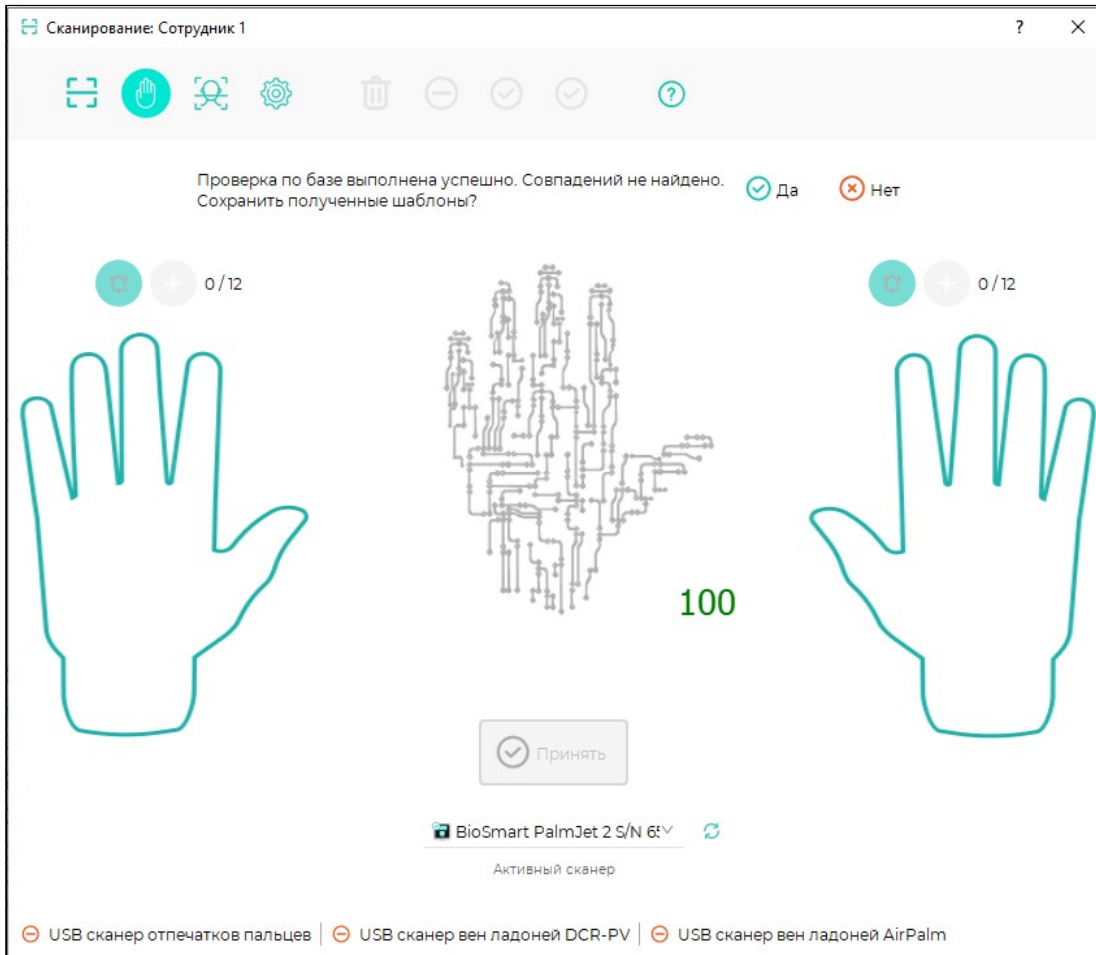 Сканирование: Сотрудник 1
?
?
Проверка по базе выполнена успешно. Совпадений не найдено.
Сохранить полученные шаблоны?
Да
Нет
0 / 12
0 / 12
100
Принять
BioSmart PalmJet 2 S/N 6
Активный сканер
USB сканер отпечатков пальцев
USB сканер вен ладоней DCR-PV
USB сканер вен ладоней AirPalm